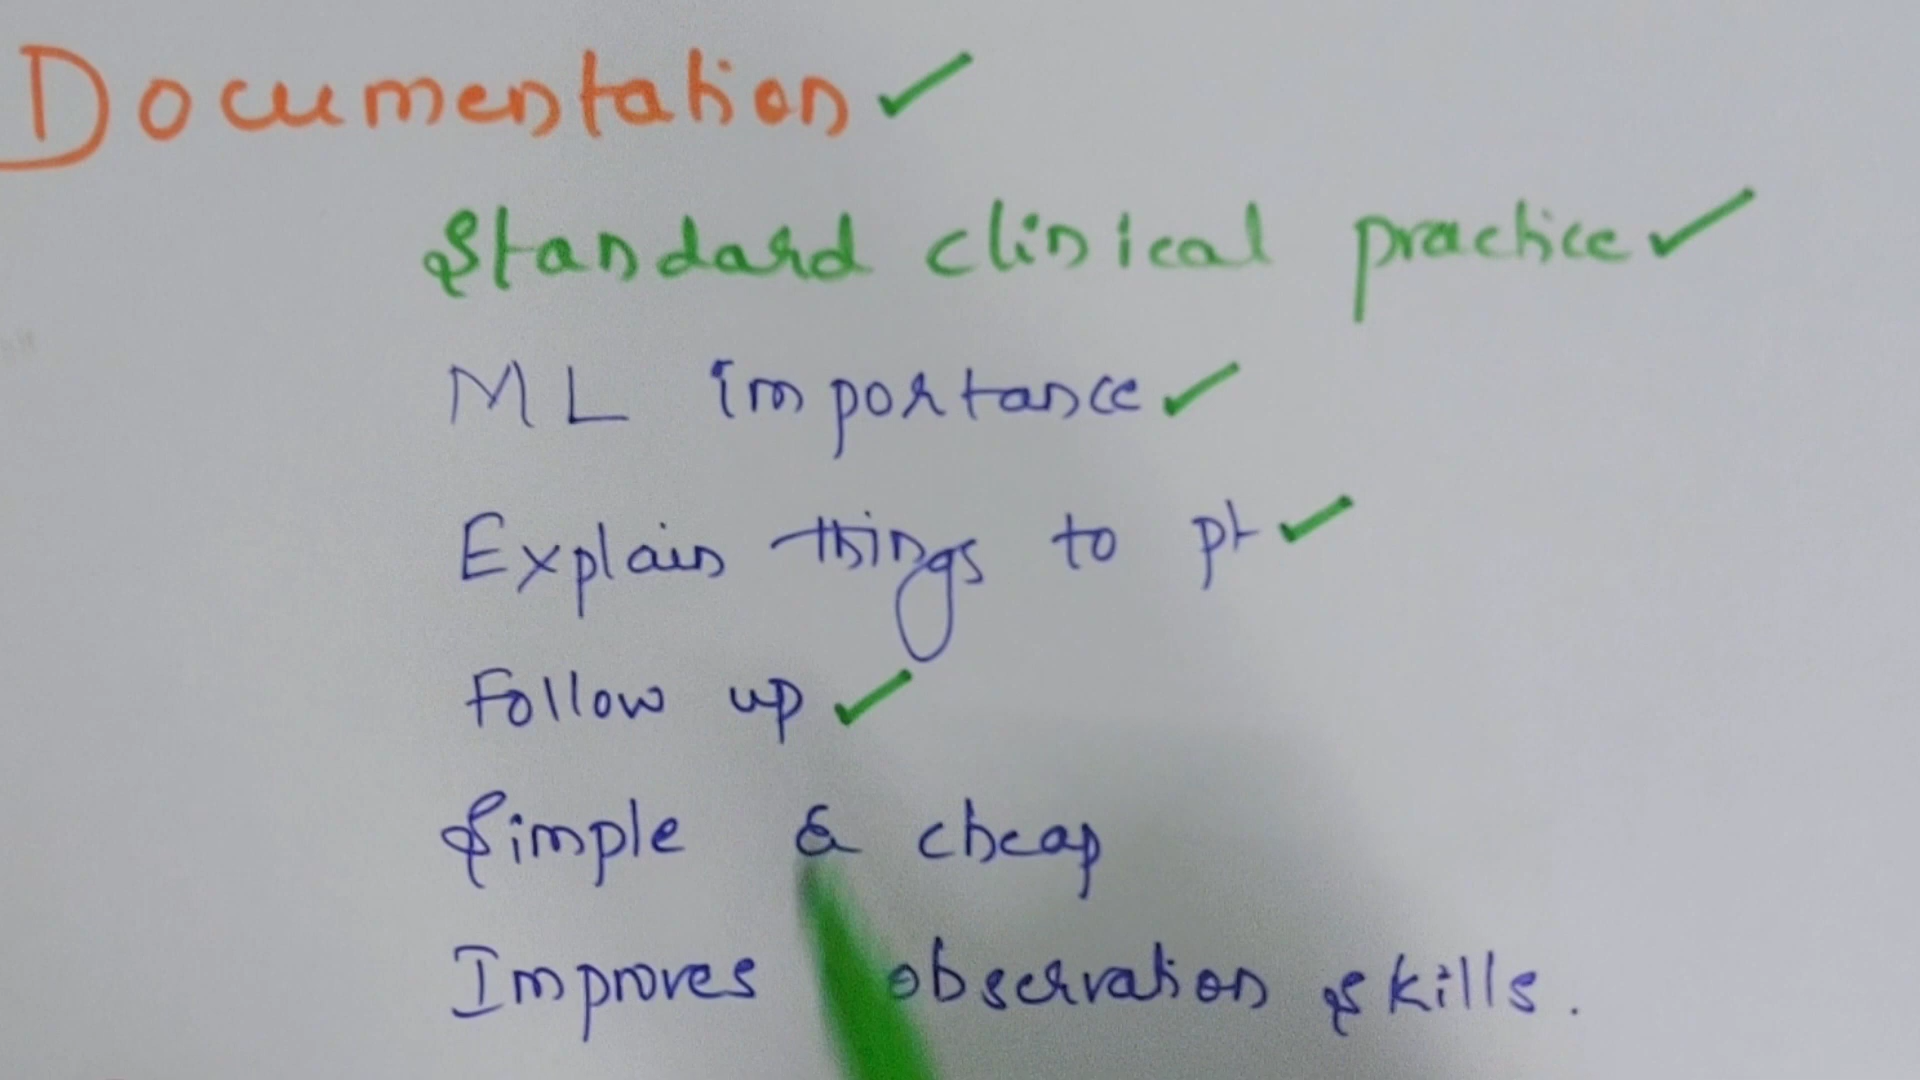 Documentation ✓
Standard clinical practice ✓
ML importance ✓
Explain things to pt ✓
Follow up ✓
Simple & cheap
Improves observation skills.